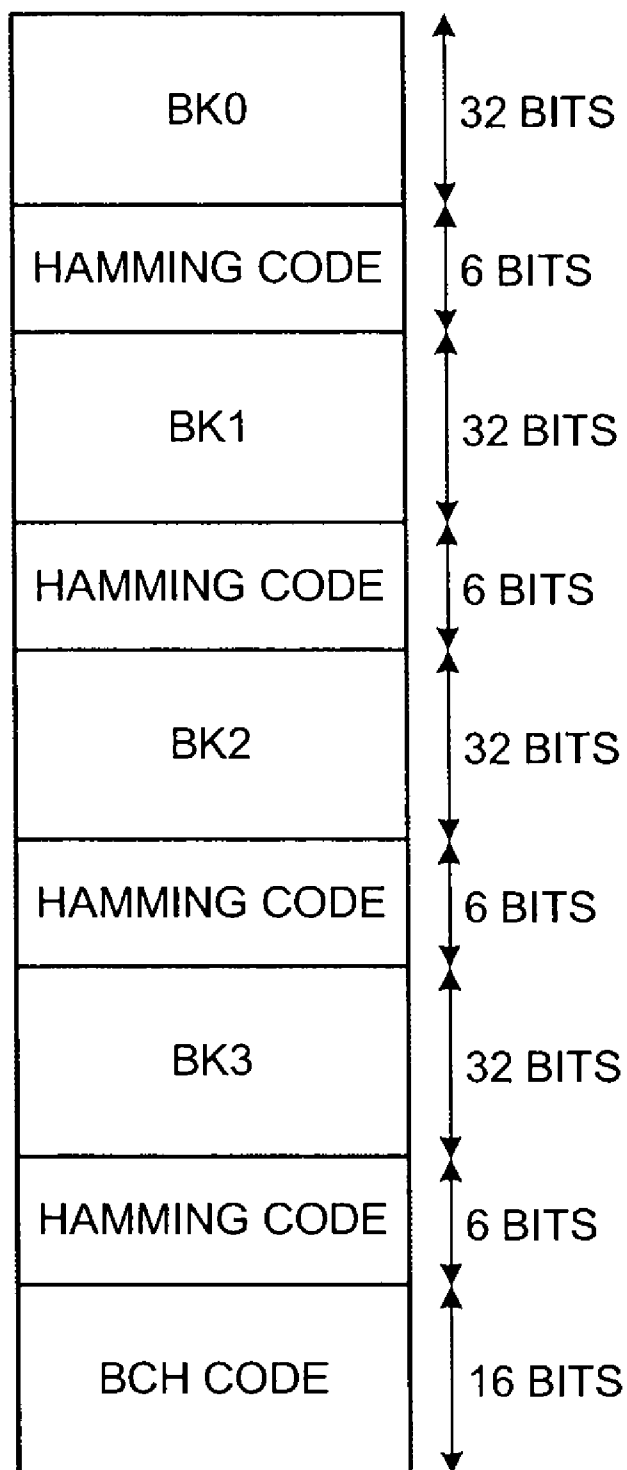 BK0 32 BITS
HAMMING CODE 6 BITS
BK1 32 BITS
HAMMING CODE 6 BITS
BK2 32 BITS
HAMMING CODE 6 BITS
BK3 32 BITS
HAMMING CODE 6 BITS
BCH CODE 16 BITS